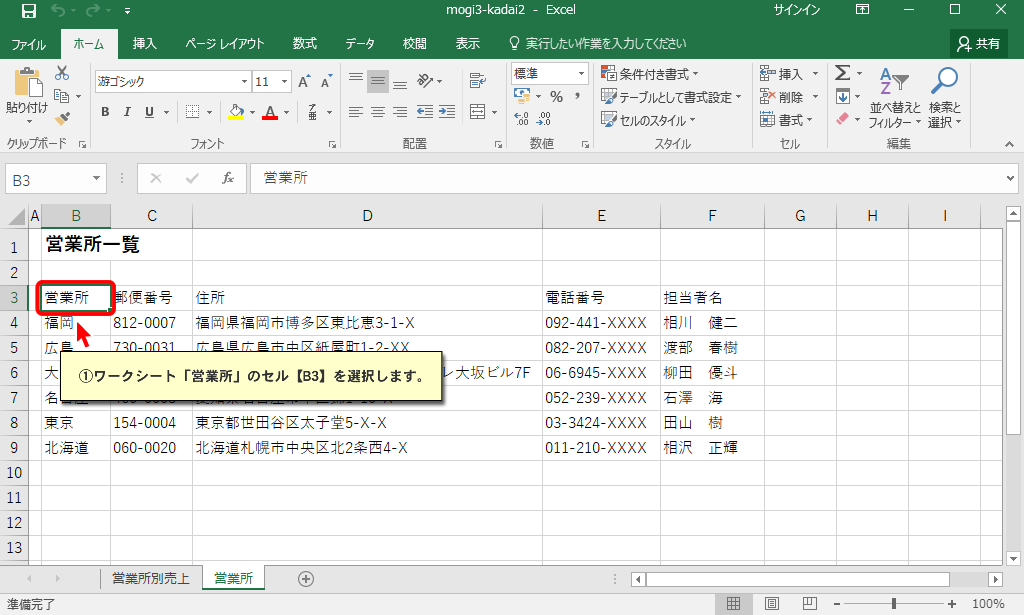 mogi3-kadai2 - Excel サインイン
ファイル ホーム 挿入 ページ レイアウト 数式 データ 校閲 表示 実行したい作業を入力してください 共有
貼り付け
游ゴシック 11
B I U
標準
% ,
条件付き書式
テーブルとして書式設定
セルのスタイル
挿入
削除
書式
並べ替えと
フィルター
検索と
選択
クリップボード フォント 配置 数値 スタイル セル 編集
B3 fx 営業所
A B C D E F G H I
1 営業所一覧
2
3 営業所 郵便番号 住所 電話番号 担当者名
4 福岡 812-0007 福岡県福岡市博多区東比恵3-1-X 092-441-XXXX 相川 健二
5 広島 730-0031 広島県広島市中区紙屋町1-2-XX 082-207-XXXX 渡部 春樹
①ワークシート「営業所」のセル【B3】を選択します。
6 大 レ大坂ビル7F 06-6945-XXXX 柳田 優斗
7 名 052-239-XXXX 石澤 海
8 東京 154-0004 東京都世田谷区太子堂5-X-X 03-3424-XXXX 田山 樹
9 北海道 060-0020 北海道札幌市中央区北2条西4-X 011-210-XXXX 相沢 正輝
10
11
12
13
営業所別売上 営業所
準備完了 100%